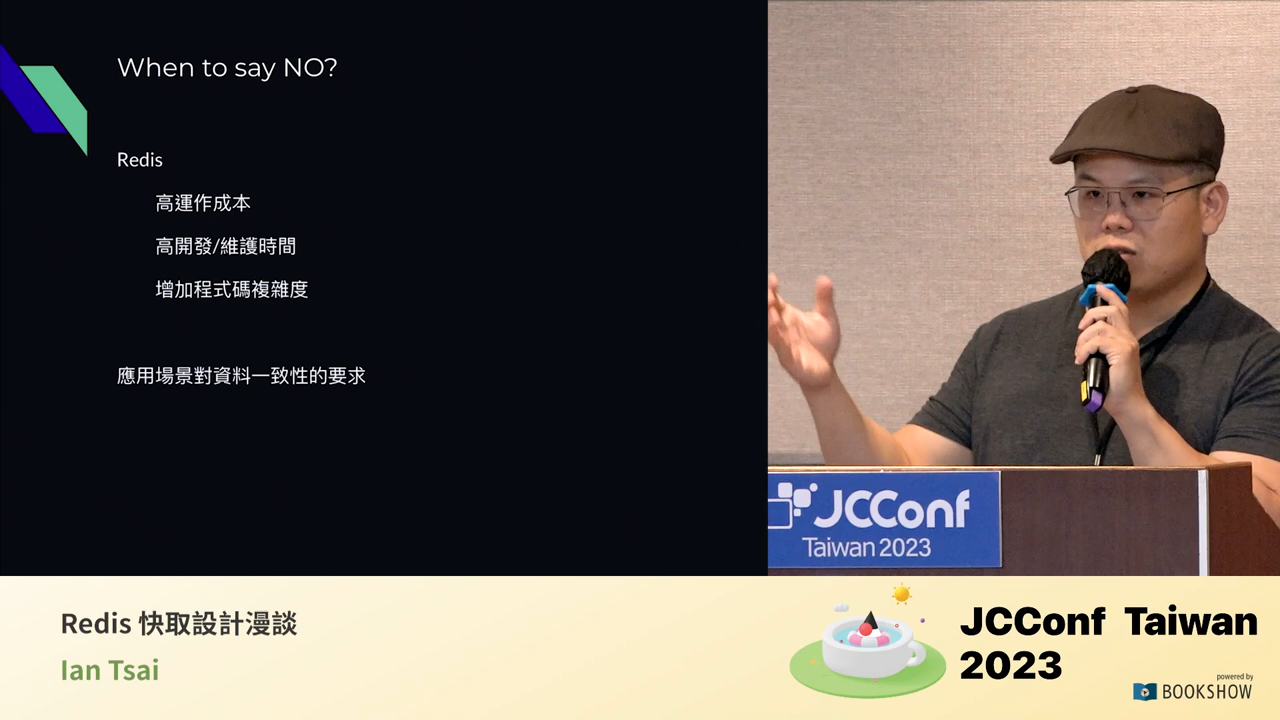 When to say NO?
Redis
高運作成本
高開發/維護時間
增加程式碼複雜度
應用場景對資料一致性的要求
JCConf
Taiwan 2023
Redis 快取設計漫談
Ian Tsai
JCConf Taiwan
2023
powered by
BOOKSHOW